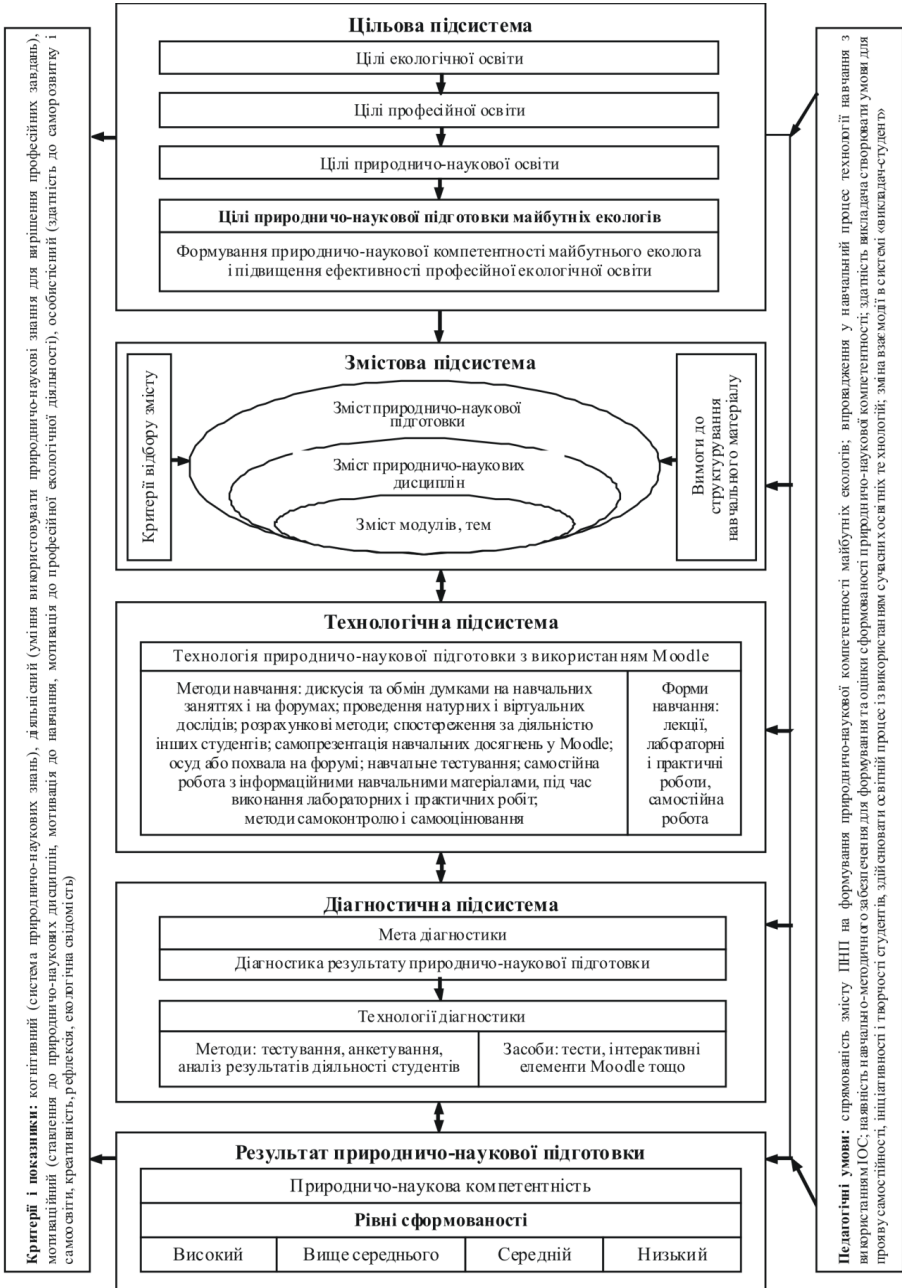 Критерії і показники: когнітивний (система природничо-наукових знань), діяльнісний (уміння використовувати природничо-наукові знання для вирішення професійних завдань),
мотиваційний (ставлення до природничо-наукових дисциплін, мотивація до навчання, мотивація до професійної екологічної діяльності), особистісний (здатність до саморозвитку і
самоосвіти, креативність, рефлексія, екологічна свідомість)
Цільова підсистема
Цілі екологічної освіти
Цілі професійної освіти
Цілі природничо-наукової освіти
Цілі природничо-наукової підготовки майбутніх екологів
Формування природничо-наукової компетентності майбутнього еколога
і підвищення ефективності професійної екологічної освіти
Змістова підсистема
Критерії відбору змісту
Зміст природничо-наукової
підготовки
Зміст природничо-наукових
дисциплін
Зміст модулів, тем
Вимоги до
структурування
навчального матеріалу
Технологічна підсистема
Технологія природничо-наукової підготовки з використанням Moodle
Методи навчання: дискусія та обмін думками на навчальних
заняттях і на форумах; проведення натурних і віртуальних
дослідів; розрахункові методи; спостереження за діяльністю
інших студентів; самопрезентація навчальних досягнень у Moodle;
осуд або похвала на форумі; навчальне тестування; самостійна
робота з інформаційними навчальними матеріалами, під час
виконання лабораторних і практичних робіт;
методи самоконтролю і самооцінювання
Форми
навчання:
лекції,
лабораторні
і практичні
роботи,
самостійна
робота
Діагностична підсистема
Мета діагностики
Діагностика результату природничо-наукової підготовки
Технології діагностики
Методи: тестування, анкетування,
аналіз результатів діяльності студентів
Засоби: тести, інтерактивні
елементи Moodle тощо
Результат природничо-наукової підготовки
Природничо-наукова компетентність
Рівні сформованості
Високий
Вище середнього
Середній
Низький
Педагогічні умови: спрямованість змісту ПНП на формування природничо-наукової компетентності майбутніх екологів; впровадження у навчальний процес технології навчання з
використанням ІОС; наявність навчально-методичного забезпечення для формування та оцінки сформованості природничо-наукової компетентності; здатність викладача створювати умови для
прояву самостійності, ініціативності і творчості студентів, здійснювати освітній процес із використанням сучасних освітніх технологій; зміна взаємодії в системі «викладач-студент»